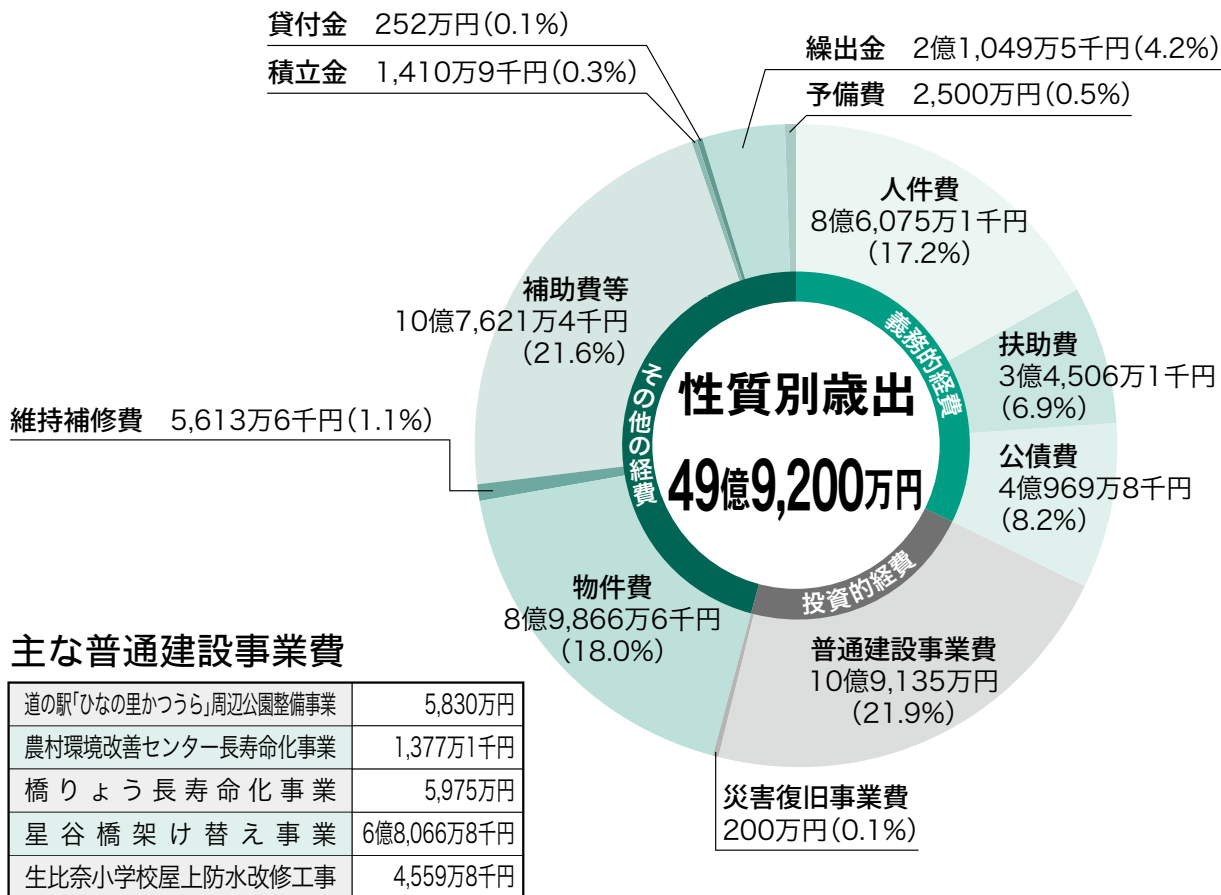 貸付金　252万円(0.1%)
積立金　1,410万9千円(0.3%)
繰出金　2億1,049万5千円(4.2%)
予備費　2,500万円(0.5%)
人件費
8億6,075万1千円
(17.2%)
扶助費
3億4,506万1千円
(6.9%)
公債費
4億969万8千円
(8.2%)
普通建設事業費
10億9,135万円
(21.9%)
災害復旧事業費
200万円(0.1%)
物件費
8億9,866万6千円
(18.0%)
維持補修費　5,613万6千円(1.1%)
補助費等
10億7,621万4千円
(21.6%)
義務的経費
投資的経費
その他の経費
性質別歳出
49億9,200万円
主な普通建設事業費
道の駅「ひなの里かつうら」周辺公園整備事業　5,830万円
農村環境改善センター長寿命化事業　1,377万1千円
橋りょう長寿命化事業　5,975万円
星谷橋架け替え事業　6億8,066万8千円
生比奈小学校屋上防水改修工事　4,559万8千円